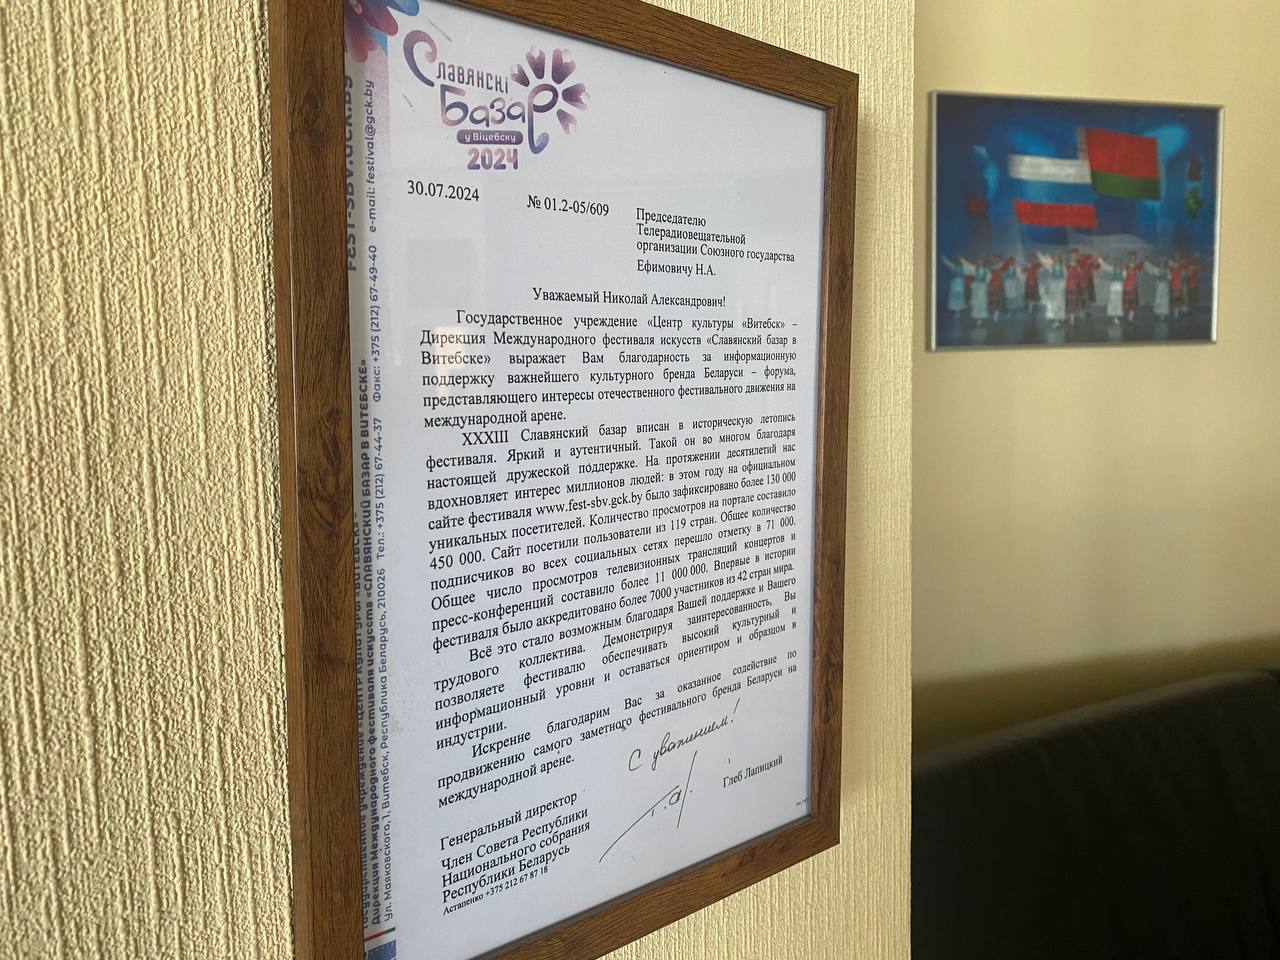 Славянскі
Базар
у Віцебску
2024
30.07.2024
№ 01.2-05/609
Председателю
Телерадиовещательной
организации Союзного государства
Ефимовичу Н.А.
Уважаемый Николай Александрович!
Государственное учреждение «Центр культуры «Витебск» –
Дирекция Международного фестиваля искусств «Славянский базар в
Витебске» выражает Вам благодарность за информационную
поддержку важнейшего культурного бренда Беларуси – форума,
представляющего интересы отечественного фестивального движения на
международной арене.
XXXIII Славянский базар вписан в историческую летопись
фестиваля. Яркий и аутентичный. Такой он во многом благодаря
настоящей дружеской поддержке. На протяжении десятилетий нас
вдохновляет интерес миллионов людей: в этом году на официальном
сайте фестиваля www.fest-sbv.gck.by было зафиксировано более 130 000
уникальных посетителей. Количество просмотров на портале составило
450 000. Сайт посетили пользователи из 119 стран. Общее количество
подписчиков во всех социальных сетях перешло отметку в 71 000.
Общее число просмотров телевизионных трансляций концертов и
пресс-конференций составило более 11 000 000. Впервые в истории
фестиваля было аккредитовано более 7000 участников из 42 стран мира.
Всё это стало возможным благодаря Вашей поддержке и Вашего
трудового коллектива. Демонстрируя заинтересованность, Вы
позволяете фестивалю обеспечивать высокий культурный и
информационный уровни и оставаться ориентиром и образцом в
индустрии.
Искренне благодарим Вас за оказанное содействие по
продвижению самого заметного фестивального бренда Беларуси на
международной арене.
С уважением!
Генеральный директор
Член Совета Республики
Национального собрания
Республики Беларусь
Глеб Лапицкий
Астапенко +375 212 67 87 18
Государственное учреждение «ЦЕНТР КУЛЬТУРЫ «ВИТЕБСК» –
Дирекция Международного фестиваля искусств «СЛАВЯНСКИЙ БАЗАР В ВИТЕБСКЕ»
Ул. Маяковского, 1, Витебск, Республика Беларусь, 210026 Тел.: +375 (212) 67-44-37 Факс: +375 (212) 67-49-40 e-mail: festival@gck.by
FEST-SBV.GCK.BY